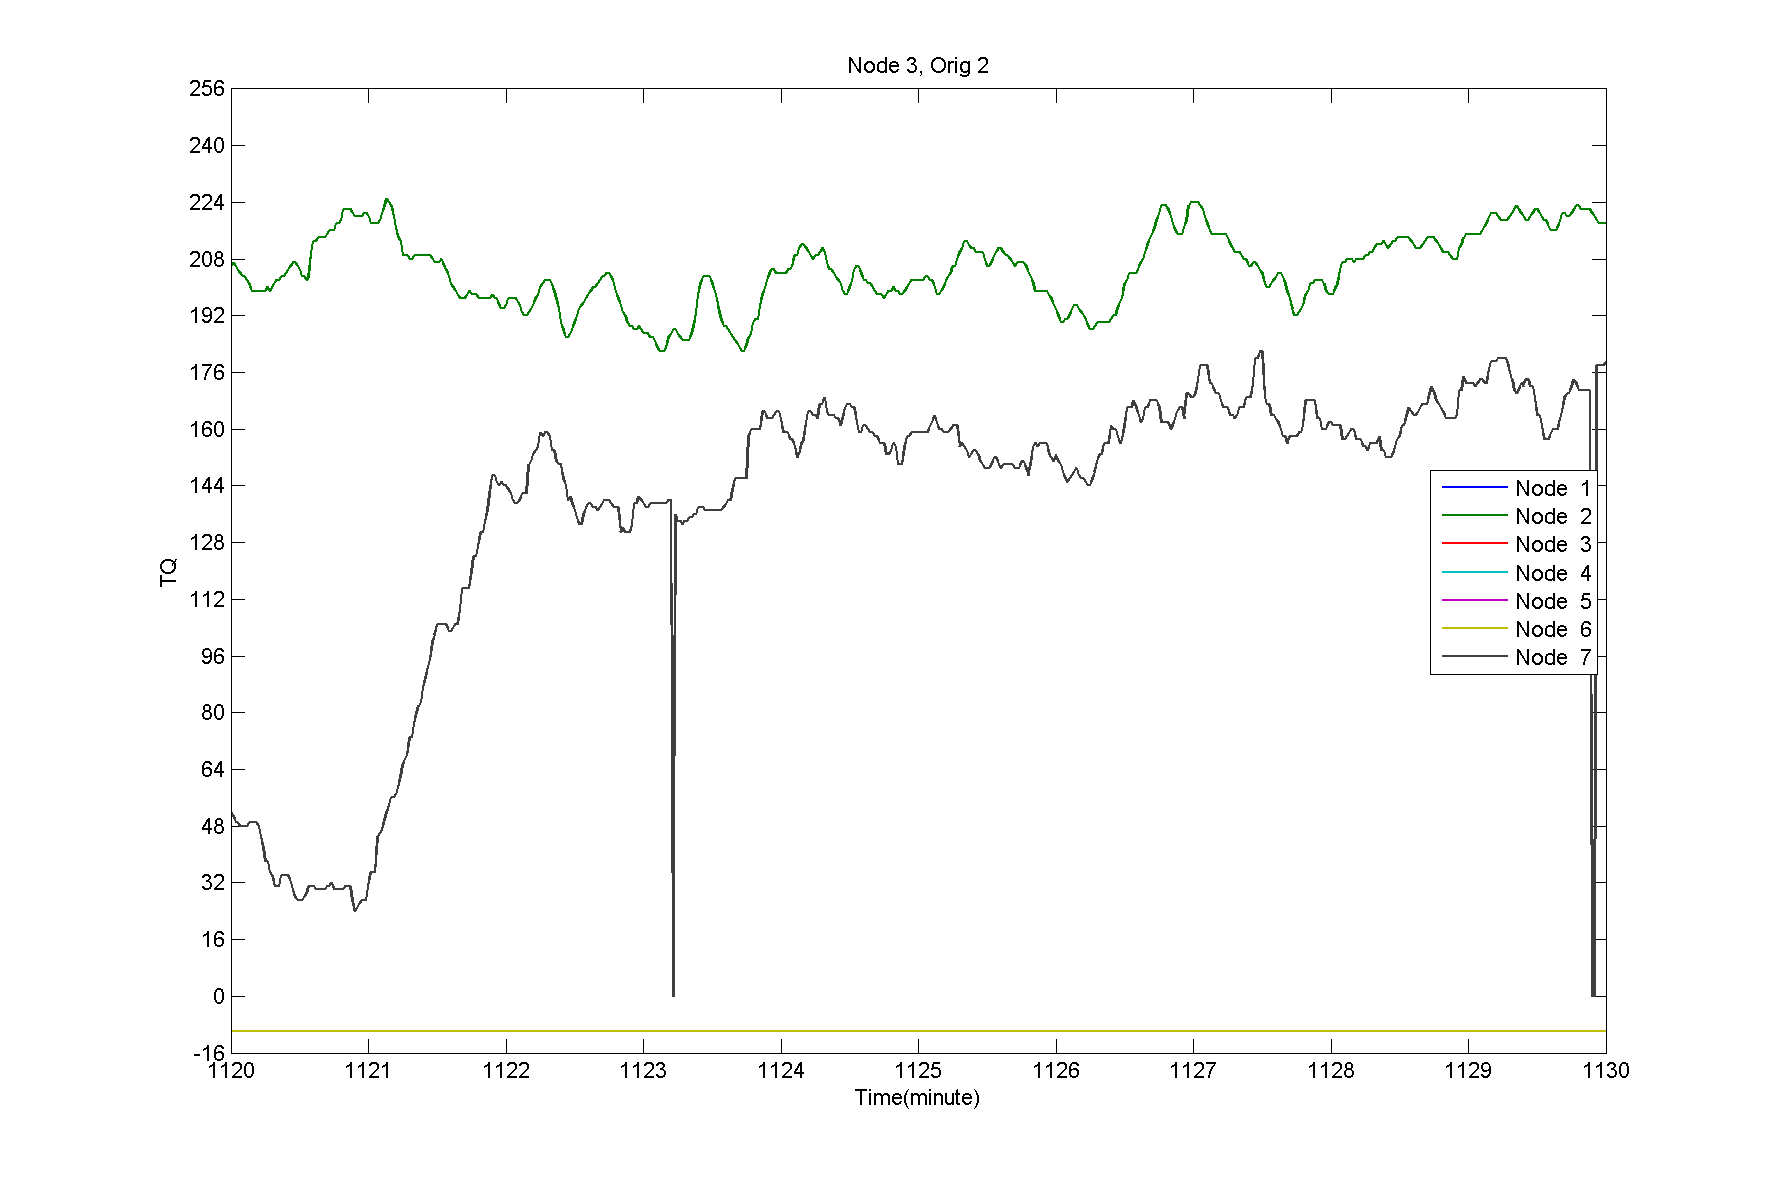 Node 3, Orig 2
256
240
224
208
192
176
160
144
128
112
96
80
64
48
32
16
0
-16
TQ
Node 1
Node 2
Node 3
Node 4
Node 5
Node 6
Node 7
1120 1121 1122 1123 1124 1125 1126 1127 1128 1129 1130
Time(minute)